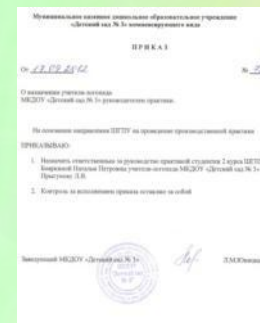 Муниципальное казенное дошкольное образовательное учреждение
«Детский сад № 3» компенсирующего вида
ПРИКАЗ
От
№
О назначении учителя-логопеда
МКДОУ «Детский сад № 3» руководителем практики.
На основании направления ШГПУ на проведение производственной практики
ПРИКАЗЫВАЮ:
1. Назначить ответственным за руководство практикой студентки 2 курса ШГПУ
Натальи Петровны учителя-логопеда МКДОУ «Детский сад № 3»
Л.В.
2. Контроль за исполнением приказа оставляю за собой
Заведующий МКДОУ «Детский сад № 3»